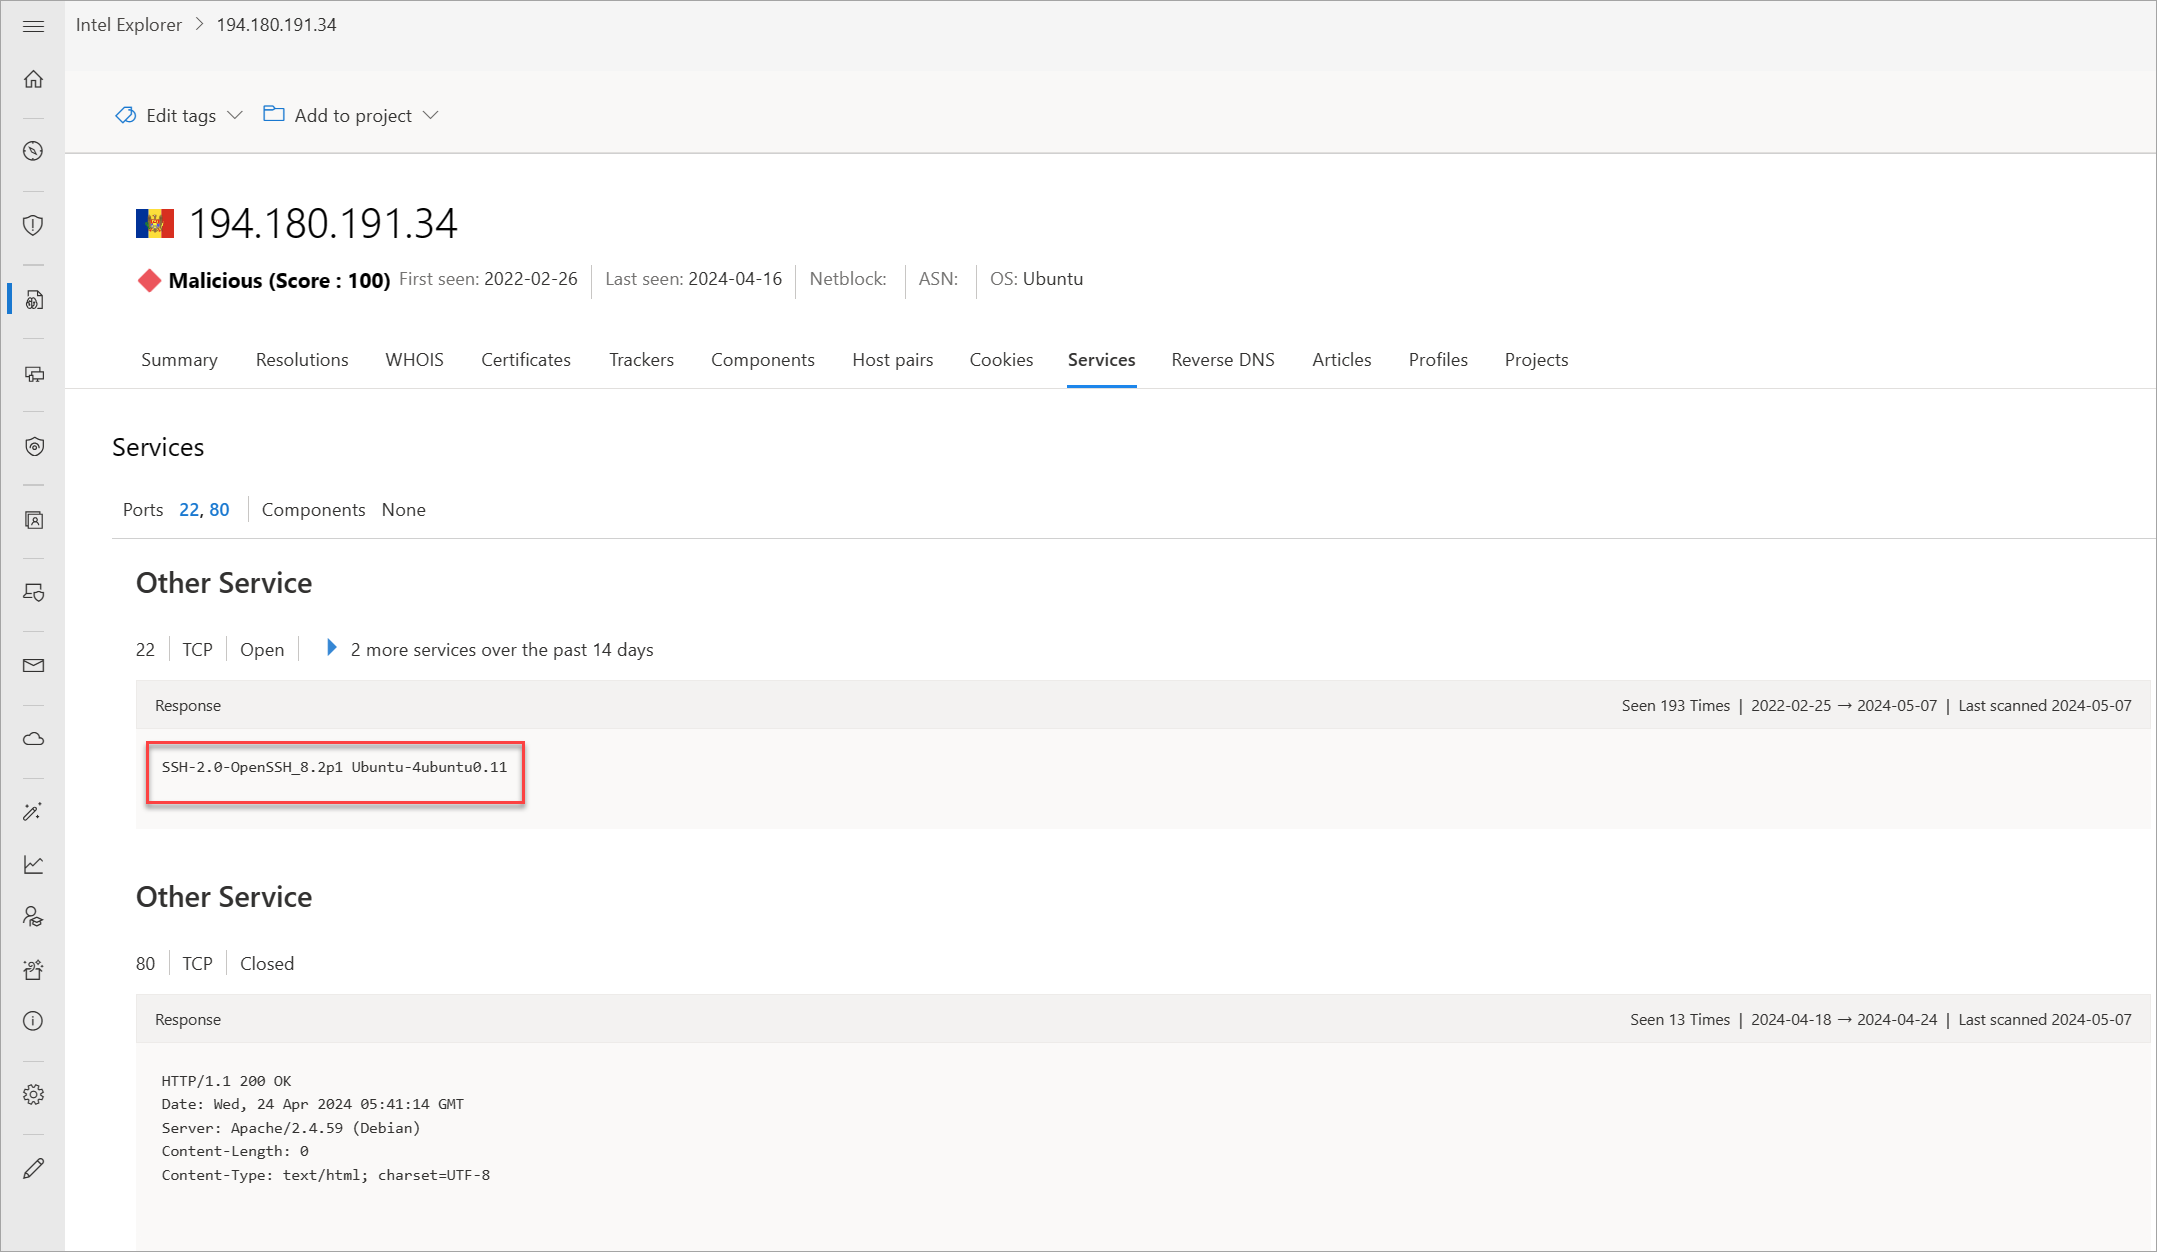 Intel Explorer > 194.180.191.34
Edit tags Add to project
194.180.191.34
Malicious (Score : 100) First seen: 2022-02-26 Last seen: 2024-04-16 Netblock: ASN: OS: Ubuntu
Summary Resolutions WHOIS Certificates Trackers Components Host pairs Cookies Services Reverse DNS Articles Profiles Projects
Services
Ports 22, 80 Components None
Other Service
22 TCP Open 2 more services over the past 14 days
Response Seen 193 Times | 2022-02-25 → 2024-05-07 | Last scanned 2024-05-07
SSH-2.0-OpenSSH_8.2p1 Ubuntu-4ubuntu0.11
Other Service
80 TCP Closed
Response Seen 13 Times | 2024-04-18 → 2024-04-24 | Last scanned 2024-05-07
HTTP/1.1 200 OK
Date: Wed, 24 Apr 2024 05:41:14 GMT
Server: Apache/2.4.59 (Debian)
Content-Length: 0
Content-Type: text/html; charset=UTF-8